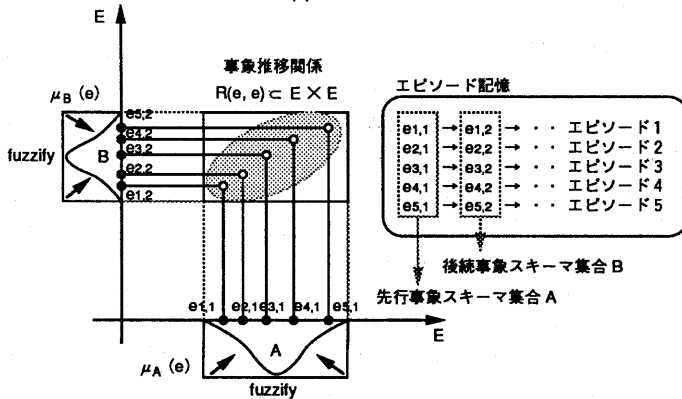 E
事象推移関係
R(e, e) ⊂ E × E
μB (e)
fuzzify
B
e5,2
e4,2
e3,2
e2,2
e1,2
エピソード記憶
e1,1 → e1,2 → ・・ エピソード1
e2,1 → e2,2 → ・・ エピソード2
e3,1 → e3,2 → ・・ エピソード3
e4,1 → e4,2 → ・・ エピソード4
e5,1 → e5,2 → ・・ エピソード5
後続事象スキーマ集合B
先行事象スキーマ集合A
e1,1 e2,1 e3,1 e4,1 e5,1
E
A
μA (e)
fuzzify